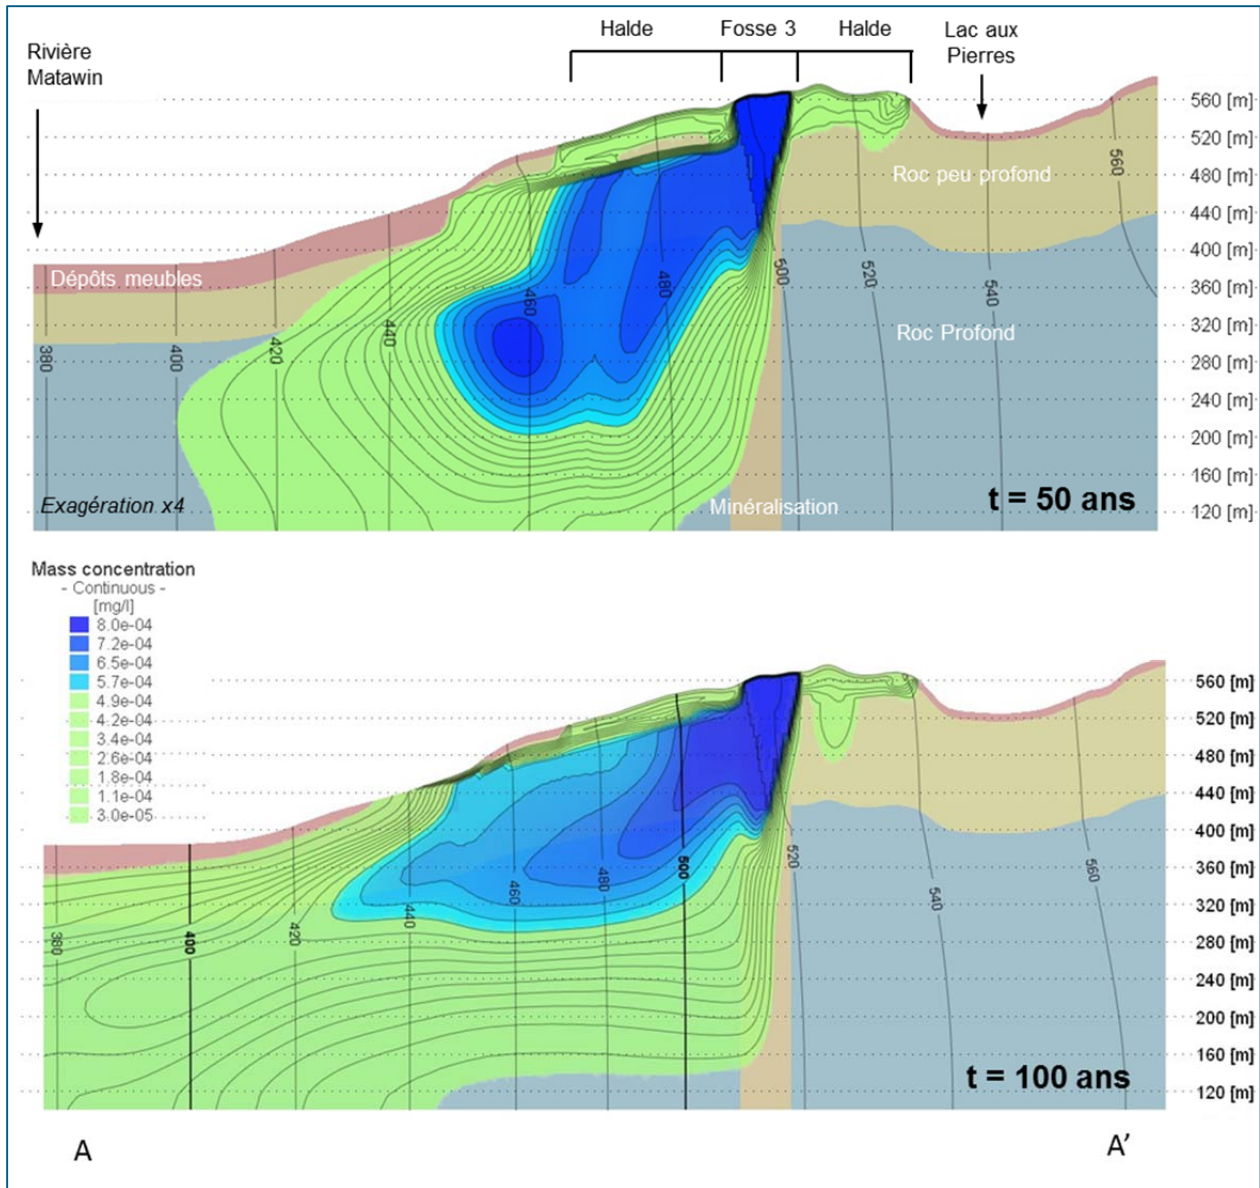 Halde
Fosse 3
Halde
Lac aux
Pierres
Rivière
Matawin
560 [m]
520 [m]
480 [m]
440 [m]
400 [m]
360 [m]
320 [m]
280 [m]
240 [m]
200 [m]
160 [m]
120 [m]
Roc peu profond
560
Dépôts meubles
Roc Profond
380
400
420
440
460
480
500
520
540
Exagération x4
Minéralisation
t = 50 ans
Mass concentration
- Continuous -
[mg/l]
8.0e-04
7.2e-04
6.5e-04
5.7e-04
4.9e-04
4.2e-04
3.4e-04
2.6e-04
1.8e-04
1.1e-04
3.0e-05
560 [m]
520 [m]
480 [m]
440 [m]
400 [m]
360 [m]
320 [m]
280 [m]
240 [m]
200 [m]
160 [m]
120 [m]
380
400
420
440
460
480
500
520
540
560
t = 100 ans
A
A’